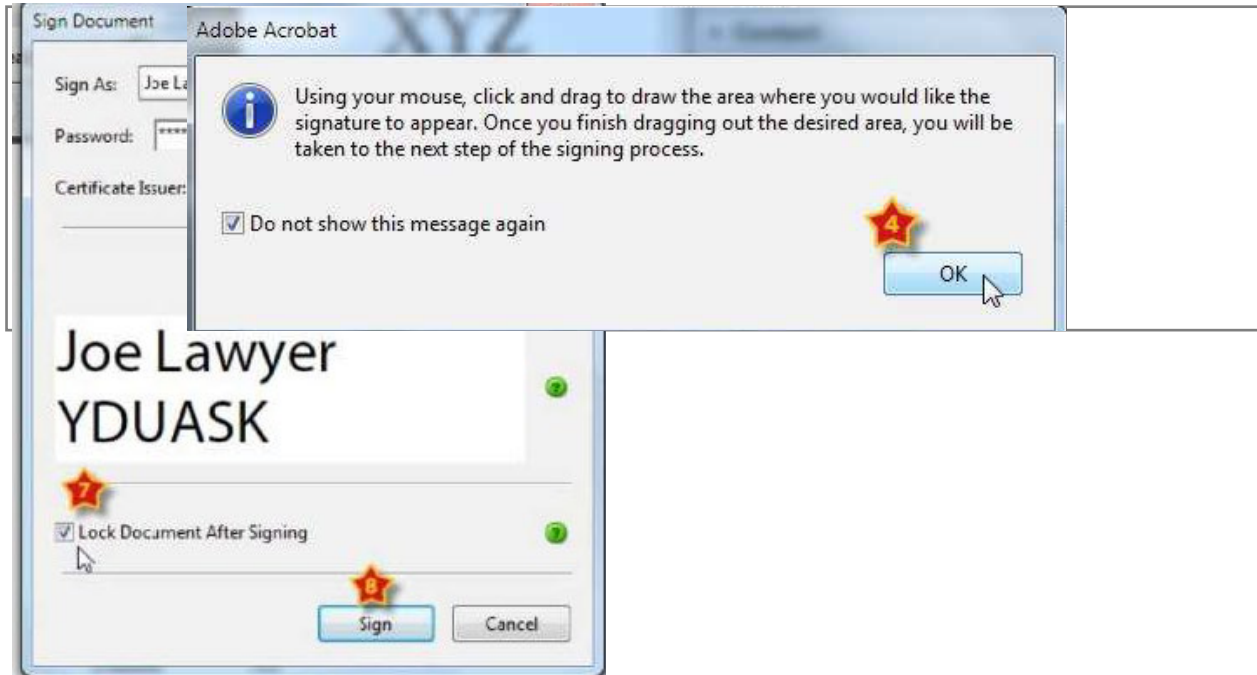 Sign Document
Sign As:
Password: ****
Certificate Issuer:
Adobe Acrobat
XYZ
Using your mouse, click and drag to draw the area where you would like the
signature to appear. Once you finish dragging out the desired area, you will be
taken to the next step of the signing process.
Do not show this message again
4
OK
Joe Lawyer
YDUASK
7
Lock Document After Signing
8
Sign
Cancel